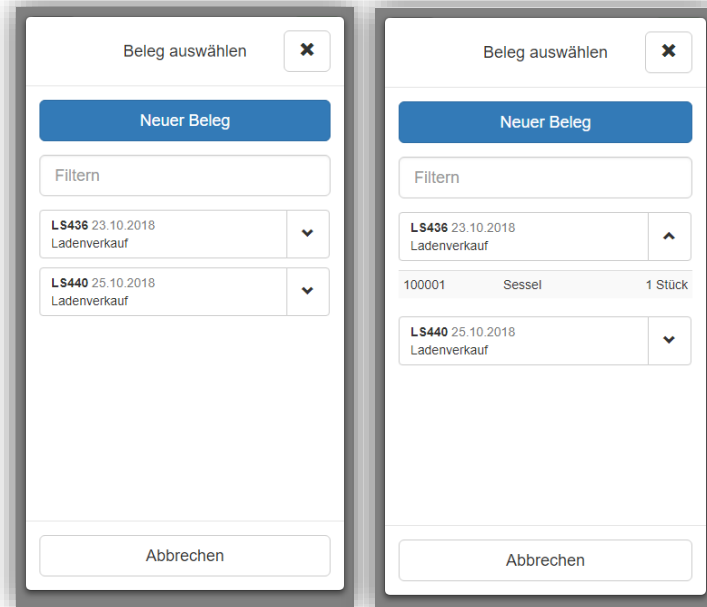 Beleg auswählen
Neuer Beleg
Filtern
LS436 23.10.2018
Ladenverkauf
LS440 25.10.2018
Ladenverkauf
Abbrechen
Beleg auswählen
Neuer Beleg
Filtern
LS436 23.10.2018
Ladenverkauf
100001 Sessel 1 Stück
LS440 25.10.2018
Ladenverkauf
Abbrechen